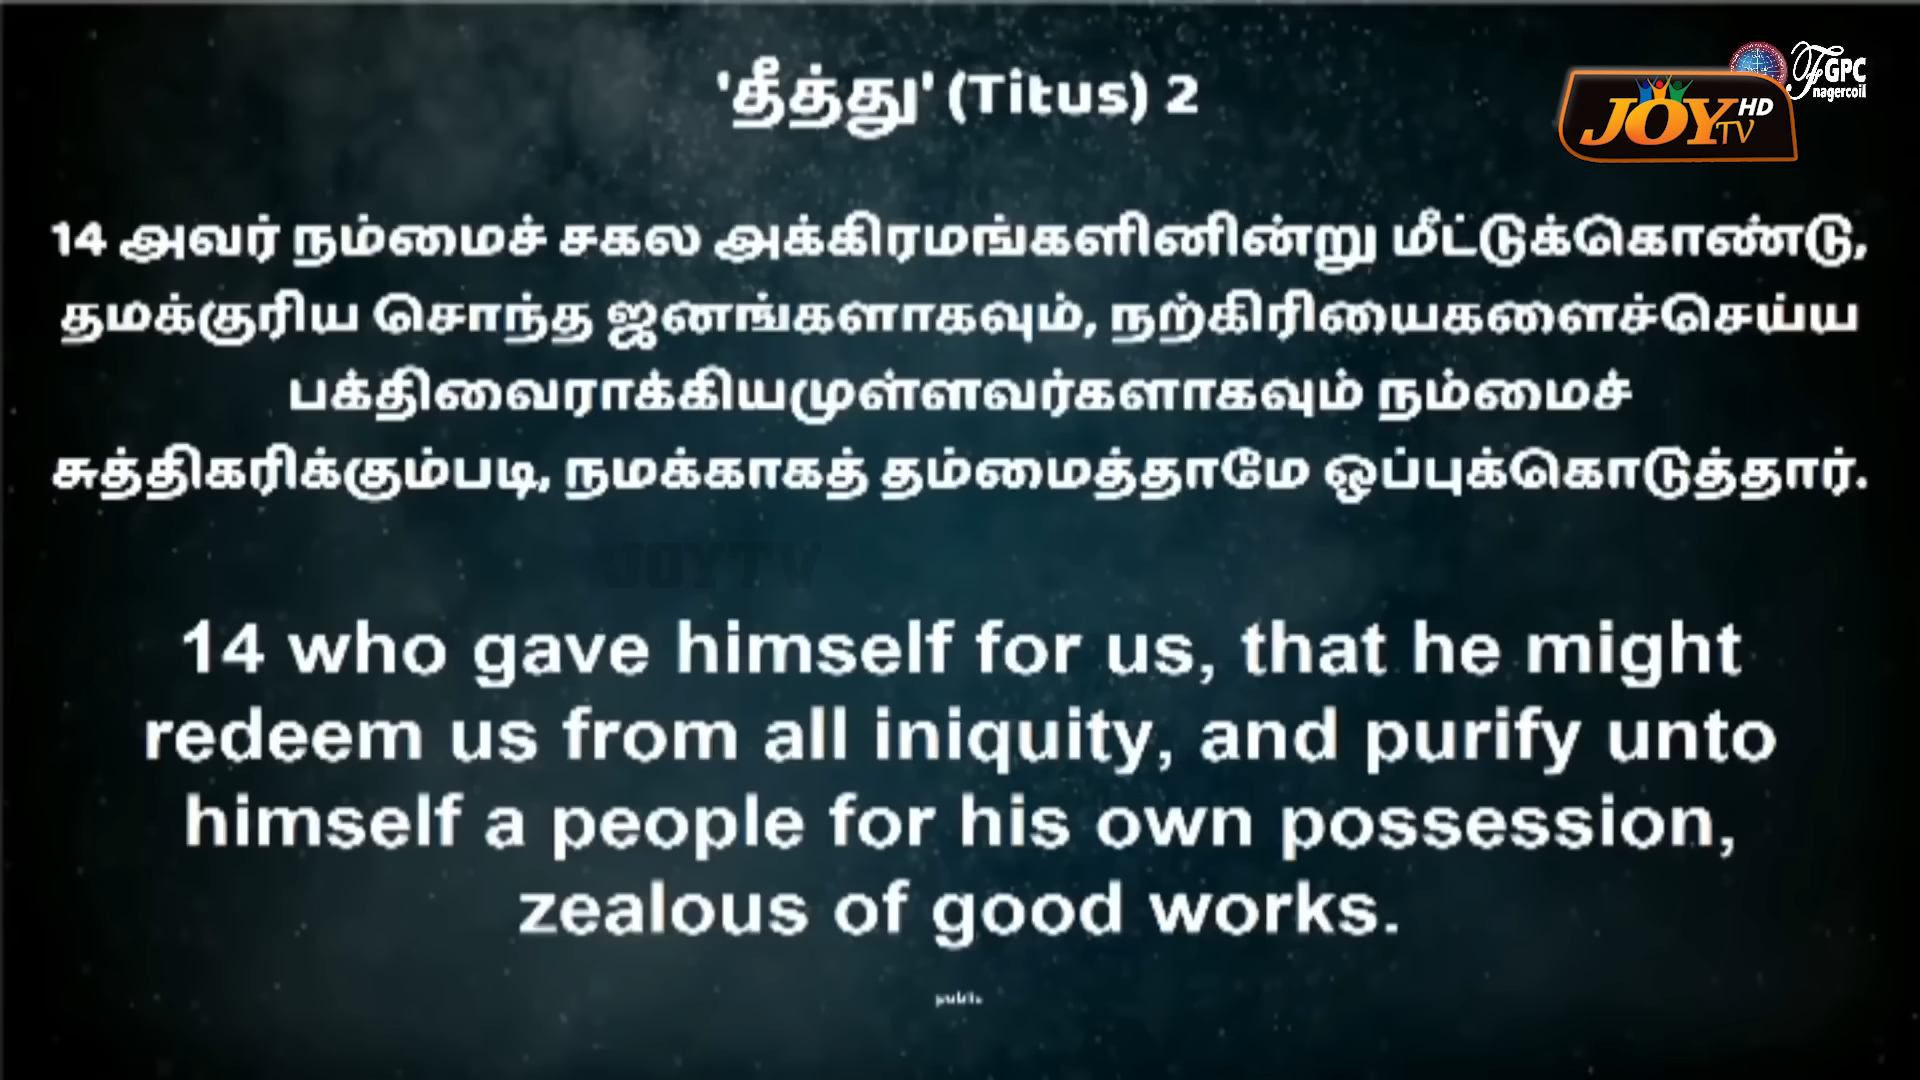 'தீத்து' (Titus) 2
FGPC
nagercoil
JOY TV HD
14 அவர் நம்மைச் சகல அக்கிரமங்களினின்று மீட்டுக்கொண்டு,
தமக்குரிய சொந்த ஜனங்களாகவும், நற்கிரியைகளைச்செய்ய
பக்திவைராக்கியமுள்ளவர்களாகவும் நம்மைச்
சுத்திகரிக்கும்படி, நமக்காகத் தம்மைத்தாமே ஒப்புக்கொடுத்தார்.
JOYTV
14 who gave himself for us, that he might
redeem us from all iniquity, and purify unto
himself a people for his own possession,
zealous of good works.